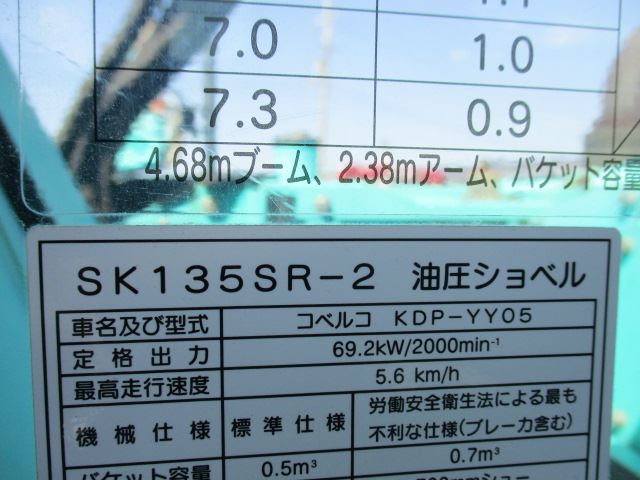 7.0 1.0
7.3 0.9
4.68mブーム、2.38mアーム、バケット容量
SK135SR-2 油圧ショベル
車名及び型式 コベルコ KDP-YY05
定格出力 69.2kW/2000min⁻¹
最高走行速度 5.6 km/h
機械仕様 標準仕様 労働安全衛生法による最も
不利な仕様(ブレーカ含む)
バケット容量 0.5m³ 0.7m³